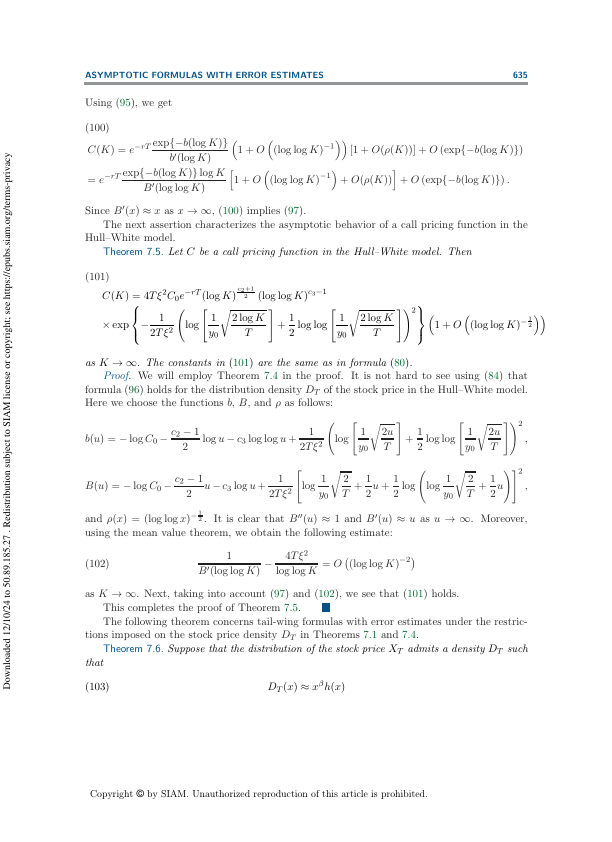 ASYMPTOTIC FORMULAS WITH ERROR ESTIMATES 635
Using (95), we get
(100)
C(K) = e^{-rT} \frac{\exp\{-b(\log K)\}}{b'(\log K)} \left(1 + O\left((\log K)^{-1}\right)\right) [1 + O(\rho(K))] + O(\exp\{-b(\log K)\})
= e^{-rT} \frac{\exp\{-b(\log K)\} \log K}{B'(\log \log K)} \left[1 + O\left((\log \log K)^{-1}\right) + O(\rho(K))\right] + O(\exp\{-b(\log K)\}).
Since B′(x) ≈ x as x → ∞, (100) implies (97).
The next assertion characterizes the asymptotic behavior of a call pricing function in the
Hull–White model.
Theorem 7.5. Let C be a call pricing function in the Hull–White model. Then
(101)
C(K) = 4T\xi^2 C_0 e^{-rT} (\log K)^{\frac{c_2+1}{2}} (\log \log K)^{c_3-1}
\times \exp\left\{-\frac{1}{2T\xi^2}\left(\log\left[\frac{1}{y_0}\sqrt{\frac{2\log K}{T}}\right] + \frac{1}{2}\log\log\left[\frac{1}{y_0}\sqrt{\frac{2\log K}{T}}\right]\right)^2\right\} \left(1 + O\left((\log\log K)^{-\frac{1}{2}}\right)\right)
as K → ∞. The constants in (101) are the same as in formula (80).
Proof. We will employ Theorem 7.4 in the proof. It is not hard to see using (84) that
formula (96) holds for the distribution density D_T of the stock price in the Hull–White model.
Here we choose the functions b, B, and ρ as follows:
b(u) = -\log C_0 - \frac{c_2-1}{2}\log u - c_3\log\log u + \frac{1}{2T\xi^2}\left(\log\left[\frac{1}{y_0}\sqrt{\frac{2u}{T}}\right] + \frac{1}{2}\log\log\left[\frac{1}{y_0}\sqrt{\frac{2u}{T}}\right]\right)^2,
B(u) = -\log C_0 - \frac{c_2-1}{2}u - c_3\log u + \frac{1}{2T\xi^2}\left[\log\frac{1}{y_0}\sqrt{\frac{2}{T}} + \frac{1}{2}u + \frac{1}{2}\log\left(\log\frac{1}{y_0}\sqrt{\frac{2}{T}} + \frac{1}{2}u\right)\right]^2,
and \rho(x) = (\log\log x)^{-\frac{1}{2}}. It is clear that B″(u) ≈ 1 and B′(u) ≈ u as u → ∞. Moreover,
using the mean value theorem, we obtain the following estimate:
(102) \frac{1}{B'(\log\log K)} - \frac{4T\xi^2}{\log\log K} = O\left((\log\log K)^{-2}\right)
as K → ∞. Next, taking into account (97) and (102), we see that (101) holds.
This completes the proof of Theorem 7.5. ■
The following theorem concerns tail-wing formulas with error estimates under the restric-
tions imposed on the stock price density D_T in Theorems 7.1 and 7.4.
Theorem 7.6. Suppose that the distribution of the stock price X_T admits a density D_T such
that
(103) D_T(x) ≈ x^β h(x)
Copyright © by SIAM. Unauthorized reproduction of this article is prohibited.
Downloaded 12/10/24 to 50.89.185.27 . Redistribution subject to SIAM license or copyright; see https://epubs.siam.org/terms-privacy